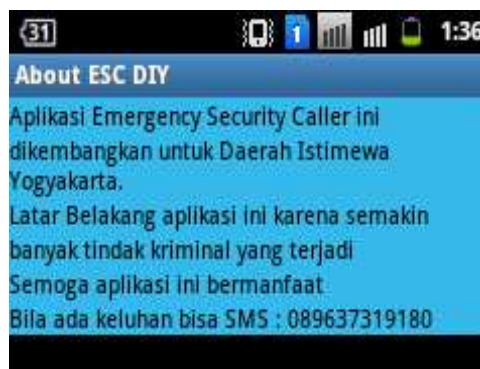 31 1 1:36
About ESC DIY
Aplikasi Emergency Security Caller ini
dikembangkan untuk Daerah Istimewa
Yogyakarta.
Latar Belakang aplikasi ini karena semakin
banyak tindak kriminal yang terjadi
Semoga aplikasi ini bermanfaat
Bila ada keluhan bisa SMS : 089637319180